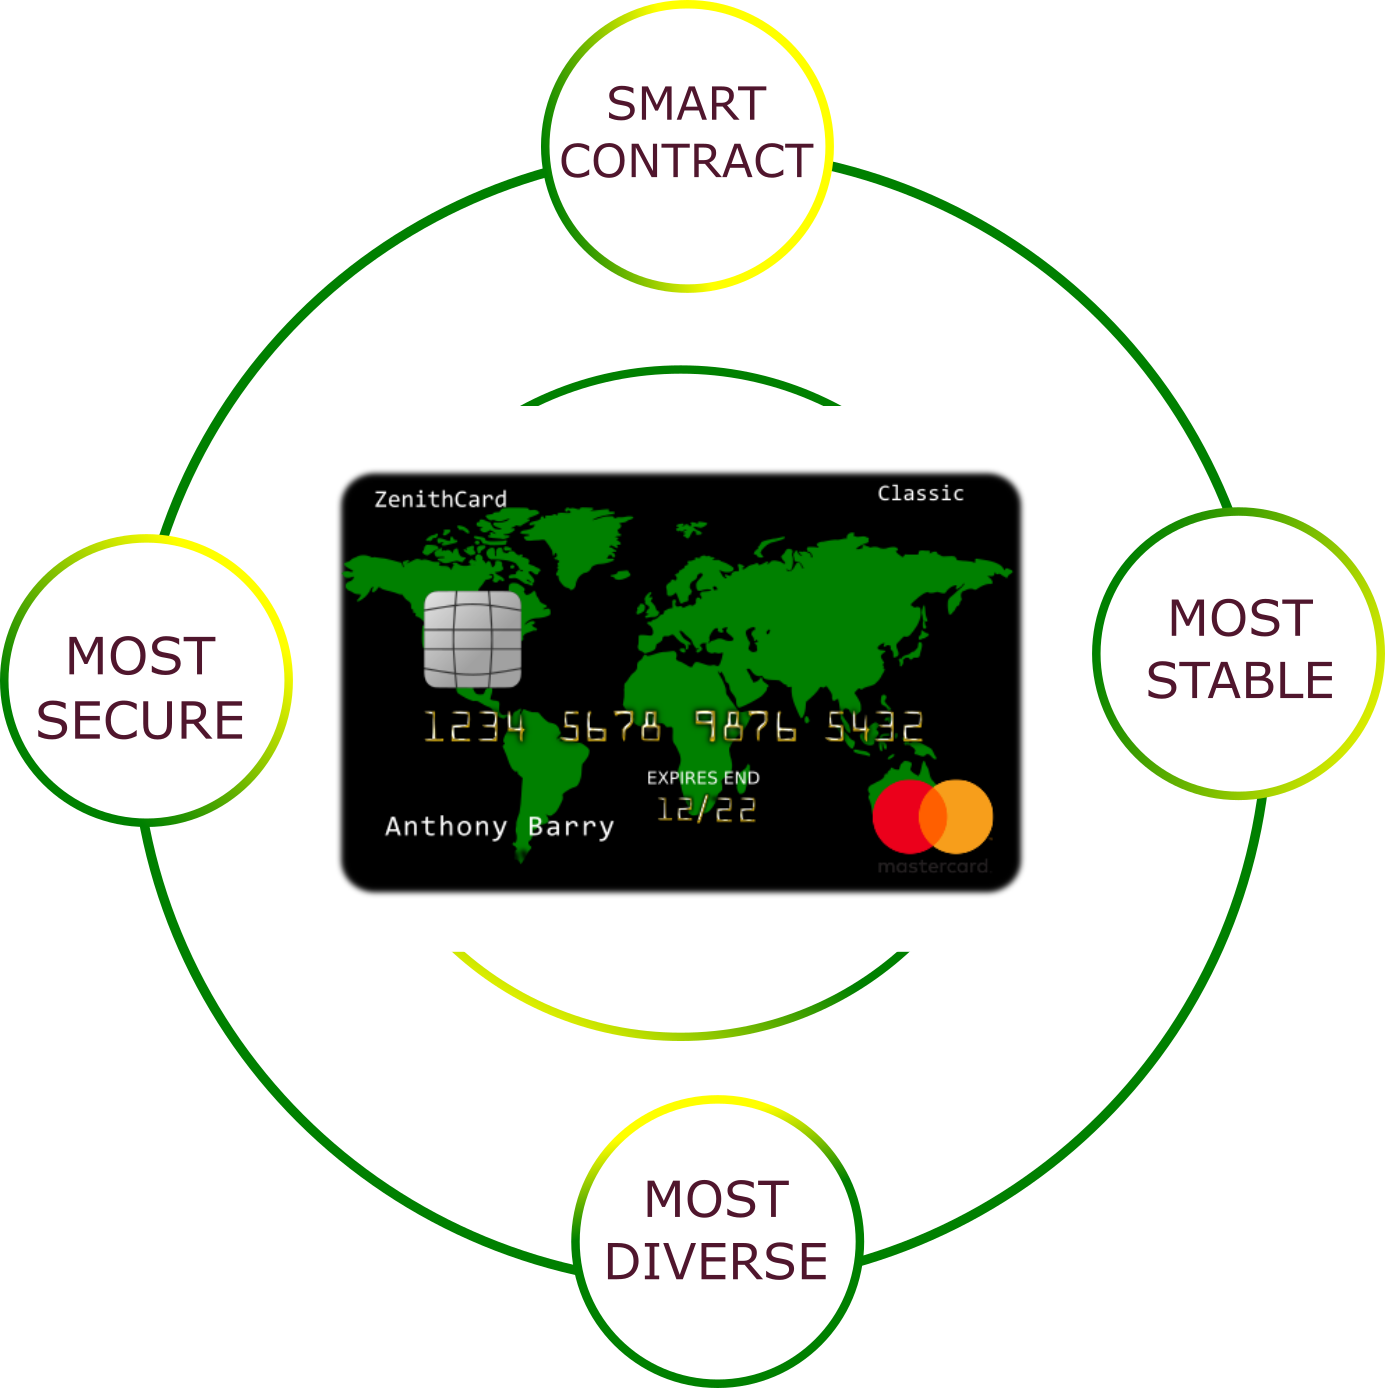 SMART
CONTRACT
ZenithCard
Classic
MOST
SECURE
MOST
STABLE
1234 5678 9876 5432
EXPIRES END
12/22
Anthony Barry
mastercard
MOST
DIVERSE